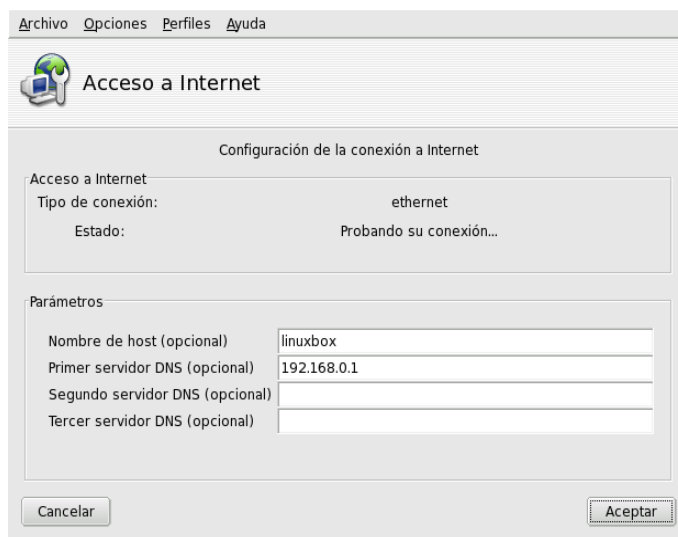 Archivo Opciones Perfiles Ayuda
Acceso a Internet
Configuración de la conexión a Internet
Acceso a Internet
Tipo de conexión: ethernet
Estado: Probando su conexión...
Parámetros
Nombre de host (opcional) linuxbox
Primer servidor DNS (opcional) 192.168.0.1
Segundo servidor DNS (opcional)
Tercer servidor DNS (opcional)
Cancelar Aceptar